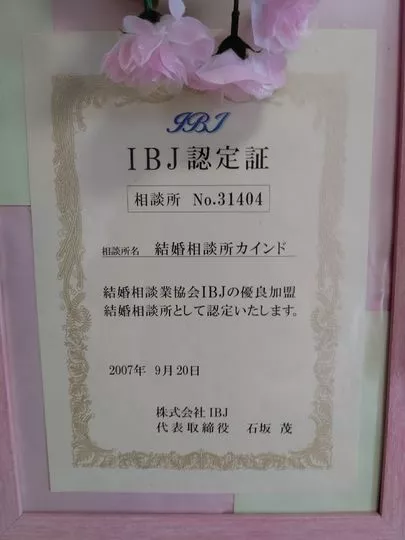 IBJ
IBJ認定証
相談所 No.31404
相談所名 結婚相談所カインド
結婚相談業協会IBJの優良加盟
結婚相談所として認定いたします。
2007年 9月20日
株式会社IBJ
代表取締役 石坂 茂